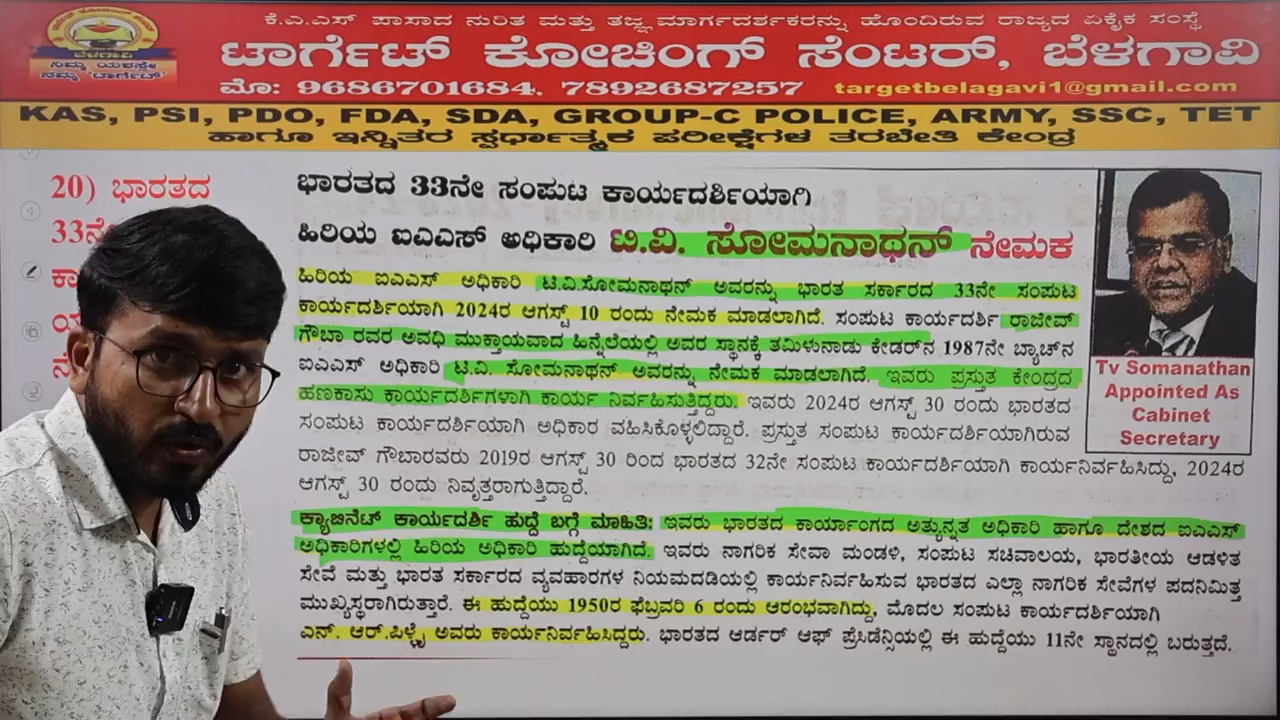 ಕೆ.ಎ.ಎಸ್ ಪಾಸಾದ ನುರಿತ ಮತ್ತು ತಜ್ಞ ಮಾರ್ಗದರ್ಶಕರನ್ನು ಹೊಂದಿರುವ ರಾಜ್ಯದ ಏಕೈಕ ಸಂಸ್ಥೆ
ಟಾರ್ಗೆಟ್ ಕೋಚಿಂಗ್ ಸೆಂಟರ್, ಬೆಳಗಾವಿ
ಬೆಳಗಾವಿ
ನಿಮ್ಮ ಯಶಸ್ಸೇ
ನಮ್ಮ 'ಟಾರ್ಗೆಟ್'
ಮೊ: 9686701684, 7892687257 targetbelagavi1@gmail.com
KAS, PSI, PDO, FDA, SDA, GROUP-C POLICE, ARMY, SSC, TET
ಹಾಗೂ ಇನ್ನಿತರ ಸ್ಪರ್ಧಾತ್ಮಕ ಪರೀಕ್ಷೆಗಳ ತರಬೇತಿ ಕೇಂದ್ರ
20) ಭಾರತದ
33ನೇ
ಕಾ
ಯ
ನೇ
ಭಾರತದ 33ನೇ ಸಂಪುಟ ಕಾರ್ಯದರ್ಶಿಯಾಗಿ
ಹಿರಿಯ ಐಎಎಸ್ ಅಧಿಕಾರಿ ಟಿ.ವಿ. ಸೋಮನಾಥನ್ ನೇಮಕ
ಹಿರಿಯ ಐಎಎಸ್ ಅಧಿಕಾರಿ ಟಿ.ವಿ.ಸೋಮನಾಥನ್ ಅವರನ್ನು ಭಾರತ ಸರ್ಕಾರದ 33ನೇ ಸಂಪುಟ
ಕಾರ್ಯದರ್ಶಿಯಾಗಿ 2024ರ ಆಗಸ್ಟ್ 10 ರಂದು ನೇಮಕ ಮಾಡಲಾಗಿದೆ. ಸಂಪುಟ ಕಾರ್ಯದರ್ಶಿ ರಾಜೀವ್
ಗೌಬಾ ರವರ ಅವಧಿ ಮುಕ್ತಾಯವಾದ ಹಿನ್ನೆಲೆಯಲ್ಲಿ ಅವರ ಸ್ಥಾನಕ್ಕೆ ತಮಿಳುನಾಡು ಕೇಡರ್‌ನ 1987ನೇ ಬ್ಯಾಚ್‌ನ
ಐಎಎಸ್ ಅಧಿಕಾರಿ ಟಿ.ವಿ. ಸೋಮನಾಥನ್ ಅವರನ್ನು ನೇಮಕ ಮಾಡಲಾಗಿದೆ. ಇವರು ಪ್ರಸ್ತುತ ಕೇಂದ್ರದ
ಹಣಕಾಸು ಕಾರ್ಯದರ್ಶಿಗಳಾಗಿ ಕಾರ್ಯ ನಿರ್ವಹಿಸುತ್ತಿದ್ದರು. ಇವರು 2024ರ ಆಗಸ್ಟ್ 30 ರಂದು ಭಾರತದ
ಸಂಪುಟ ಕಾರ್ಯದರ್ಶಿಯಾಗಿ ಅಧಿಕಾರ ವಹಿಸಿಕೊಳ್ಳಲಿದ್ದಾರೆ. ಪ್ರಸ್ತುತ ಸಂಪುಟ ಕಾರ್ಯದರ್ಶಿಯಾಗಿರುವ
ರಾಜೀವ್ ಗೌಬಾರವರು 2019ರ ಆಗಸ್ಟ್ 30 ರಿಂದ ಭಾರತದ 32ನೇ ಸಂಪುಟ ಕಾರ್ಯದರ್ಶಿಯಾಗಿ ಕಾರ್ಯನಿರ್ವಹಿಸಿದ್ದು, 2024ರ
ಆಗಸ್ಟ್ 30 ರಂದು ನಿವೃತ್ತರಾಗುತ್ತಿದ್ದಾರೆ.
Tv Somanathan
Appointed As
Cabinet
Secretary
ಕ್ಯಾಬಿನೆಟ್ ಕಾರ್ಯದರ್ಶಿ ಹುದ್ದೆ ಬಗ್ಗೆ ಮಾಹಿತಿ: ಇವರು ಭಾರತದ ಕಾರ್ಯಾಂಗದ ಅತ್ಯುನ್ನತ ಅಧಿಕಾರಿ ಹಾಗೂ ದೇಶದ ಐಎಎಸ್
ಅಧಿಕಾರಿಗಳಲ್ಲಿ ಹಿರಿಯ ಅಧಿಕಾರಿ ಹುದ್ದೆಯಾಗಿದೆ. ಇವರು ನಾಗರಿಕ ಸೇವಾ ಮಂಡಳಿ, ಸಂಪುಟ ಸಚಿವಾಲಯ, ಭಾರತೀಯ ಆಡಳಿತ
ಸೇವೆ ಮತ್ತು ಭಾರತ ಸರ್ಕಾರದ ವ್ಯವಹಾರಗಳ ನಿಯಮದಡಿಯಲ್ಲಿ ಕಾರ್ಯನಿರ್ವಹಿಸುವ ಭಾರತದ ಎಲ್ಲಾ ನಾಗರಿಕ ಸೇವೆಗಳ ಪದನಿಮಿತ್ತ
ಮುಖ್ಯಸ್ಥರಾಗಿರುತ್ತಾರೆ. ಈ ಹುದ್ದೆಯು 1950ರ ಫೆಬ್ರವರಿ 6 ರಂದು ಆರಂಭವಾಗಿದ್ದು, ಮೊದಲ ಸಂಪುಟ ಕಾರ್ಯದರ್ಶಿಯಾಗಿ
ಎನ್. ಆರ್.ಪಿಳ್ಳೈ ಅವರು ಕಾರ್ಯನಿರ್ವಹಿಸಿದ್ದರು. ಭಾರತದ ಆರ್ಡರ್ ಆಫ್ ಪ್ರೆಸಿಡೆನ್ಸಿಯಲ್ಲಿ ಈ ಹುದ್ದೆಯು 11ನೇ ಸ್ಥಾನದಲ್ಲಿ ಬರುತ್ತದೆ.